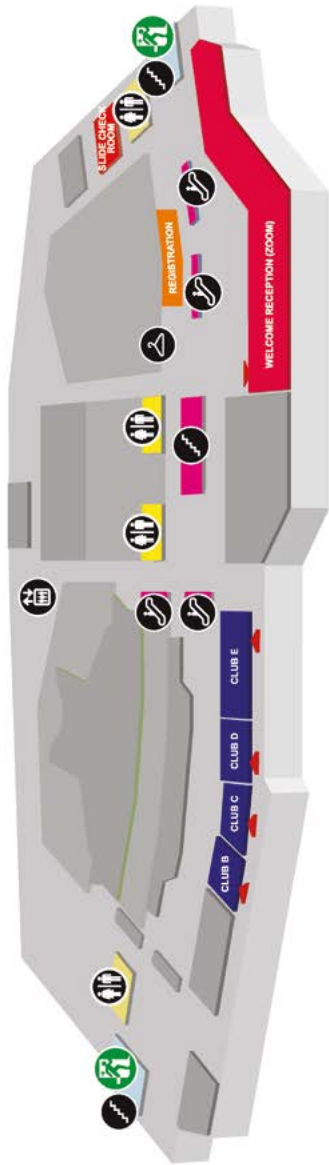 SLIDE CHECK
ROOM
REGISTRATION
WELCOME RECEPTION (ZOOM)
CLUB E
CLUB D
CLUB C
CLUB B